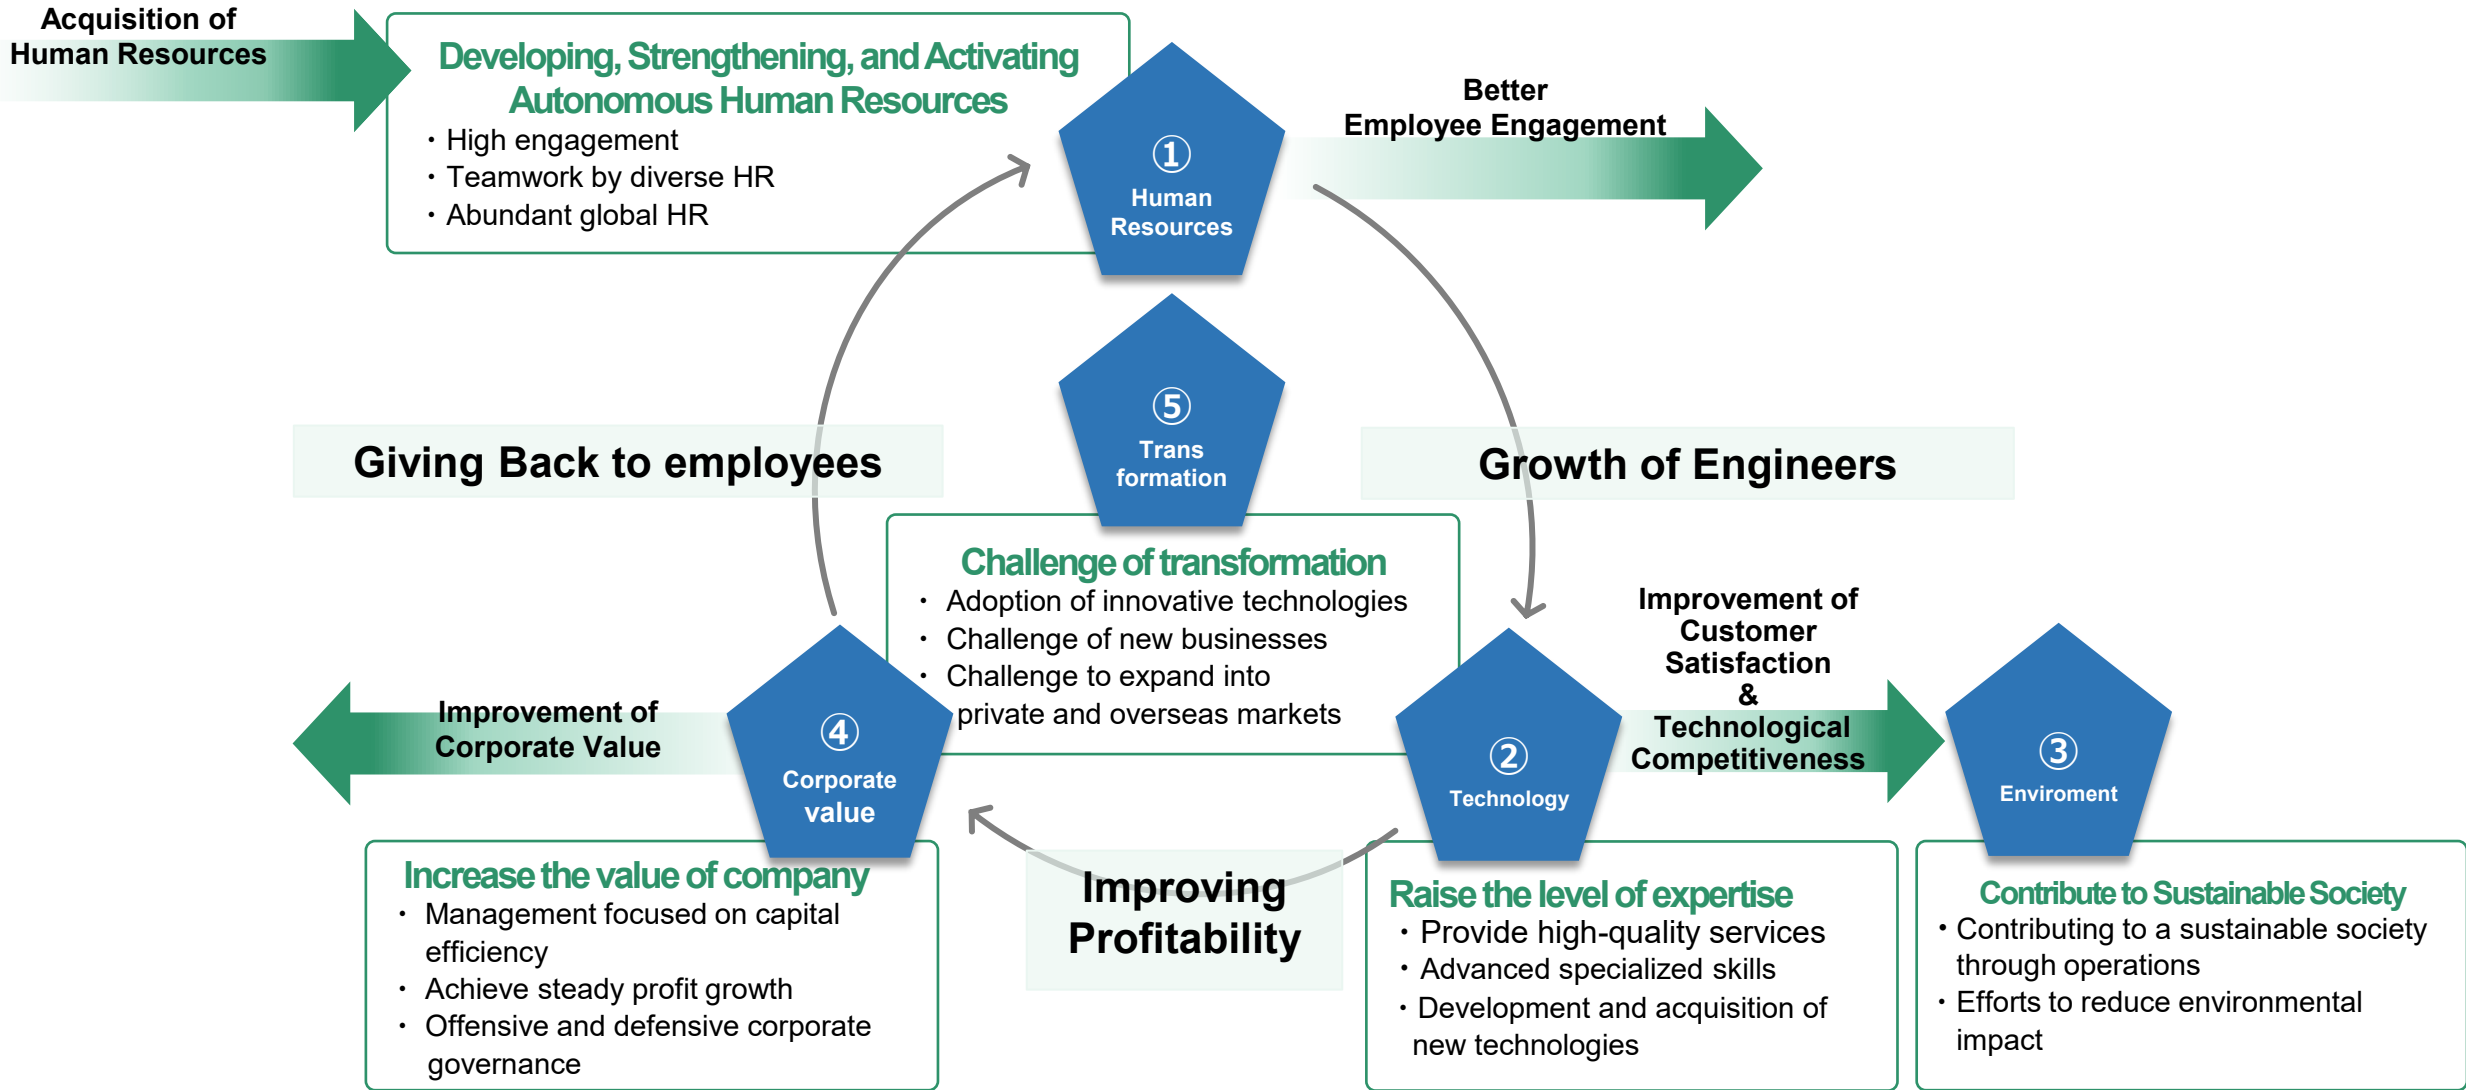 Acquisition of
Human Resources
Developing, Strengthening, and Activating
Autonomous Human Resources
・High engagement
・Teamwork by diverse HR
・Abundant global HR
①
Human
Resources
Better
Employee Engagement
⑤
Trans
formation
Giving Back to employees
Growth of Engineers
Challenge of transformation
・ Adoption of innovative technologies
・ Challenge of new businesses
・ Challenge to expand into
private and overseas markets
Improvement of
Corporate Value
④
Corporate
value
②
Technology
Improvement of
Customer
Satisfaction
&
Technological
Competitiveness
③
Enviroment
Increase the value of company
・ Management focused on capital
efficiency
・ Achieve steady profit growth
・ Offensive and defensive corporate
governance
Improving
Profitability
Raise the level of expertise
・Provide high-quality services
・Advanced specialized skills
・Development and acquisition of
new technologies
Contribute to Sustainable Society
・Contributing to a sustainable society
through operations
・Efforts to reduce environmental
impact